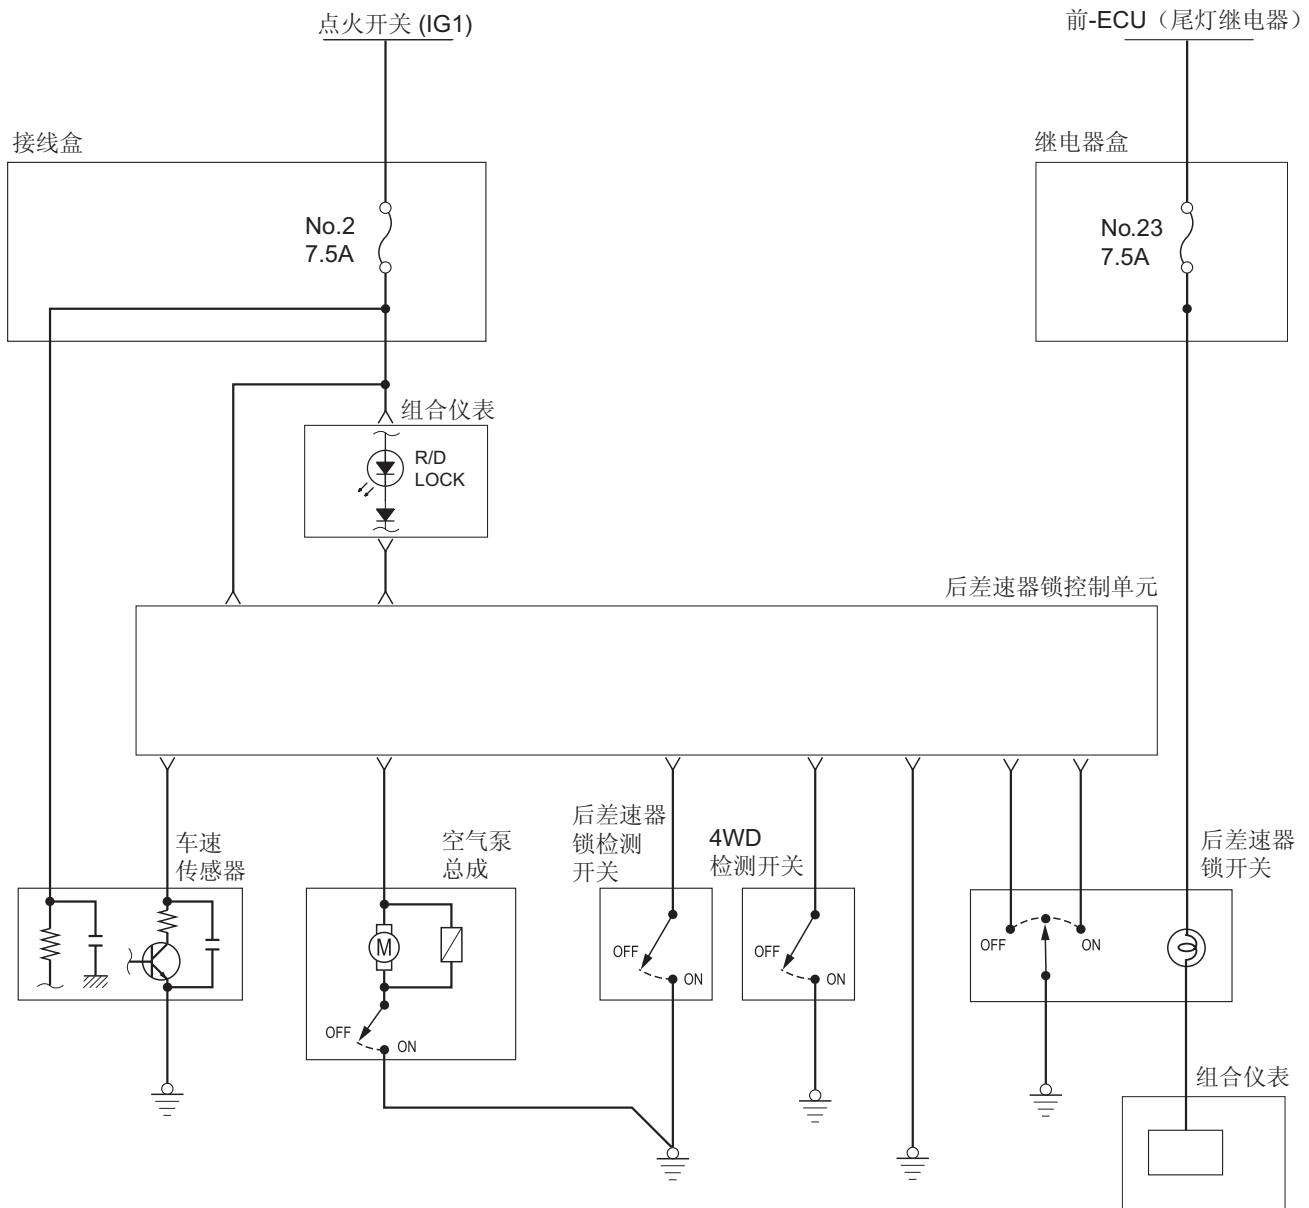 点火开关 (IG1)
前-ECU（尾灯继电器）
接线盒
继电器盒
No.2
7.5A
No.23
7.5A
组合仪表
R/D
LOCK
后差速器锁控制单元
车速
传感器
空气泵
总成
后差速器
锁检测
开关
4WD
检测开关
后差速器
锁开关
M
OFF
ON
OFF
ON
OFF
ON
OFF
ON
组合仪表